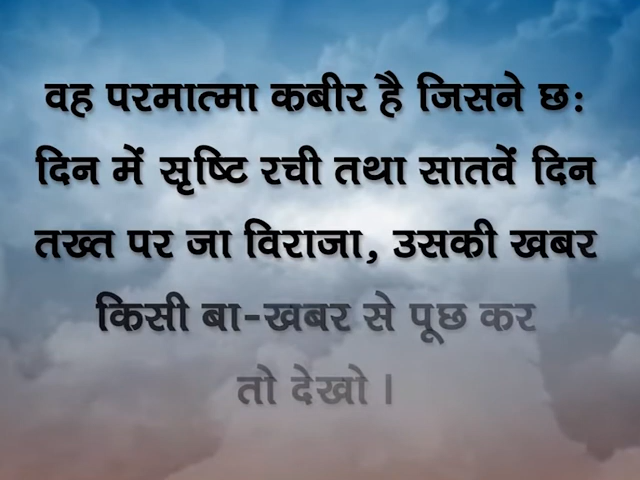 वह परमात्मा कबीर है जिसने छ:
दिन में सृष्टि रची तथा सातवें दिन
तख्त पर जा विराजा, उसकी खबर
किसी बा-खबर से पूछ कर
तो देखो।